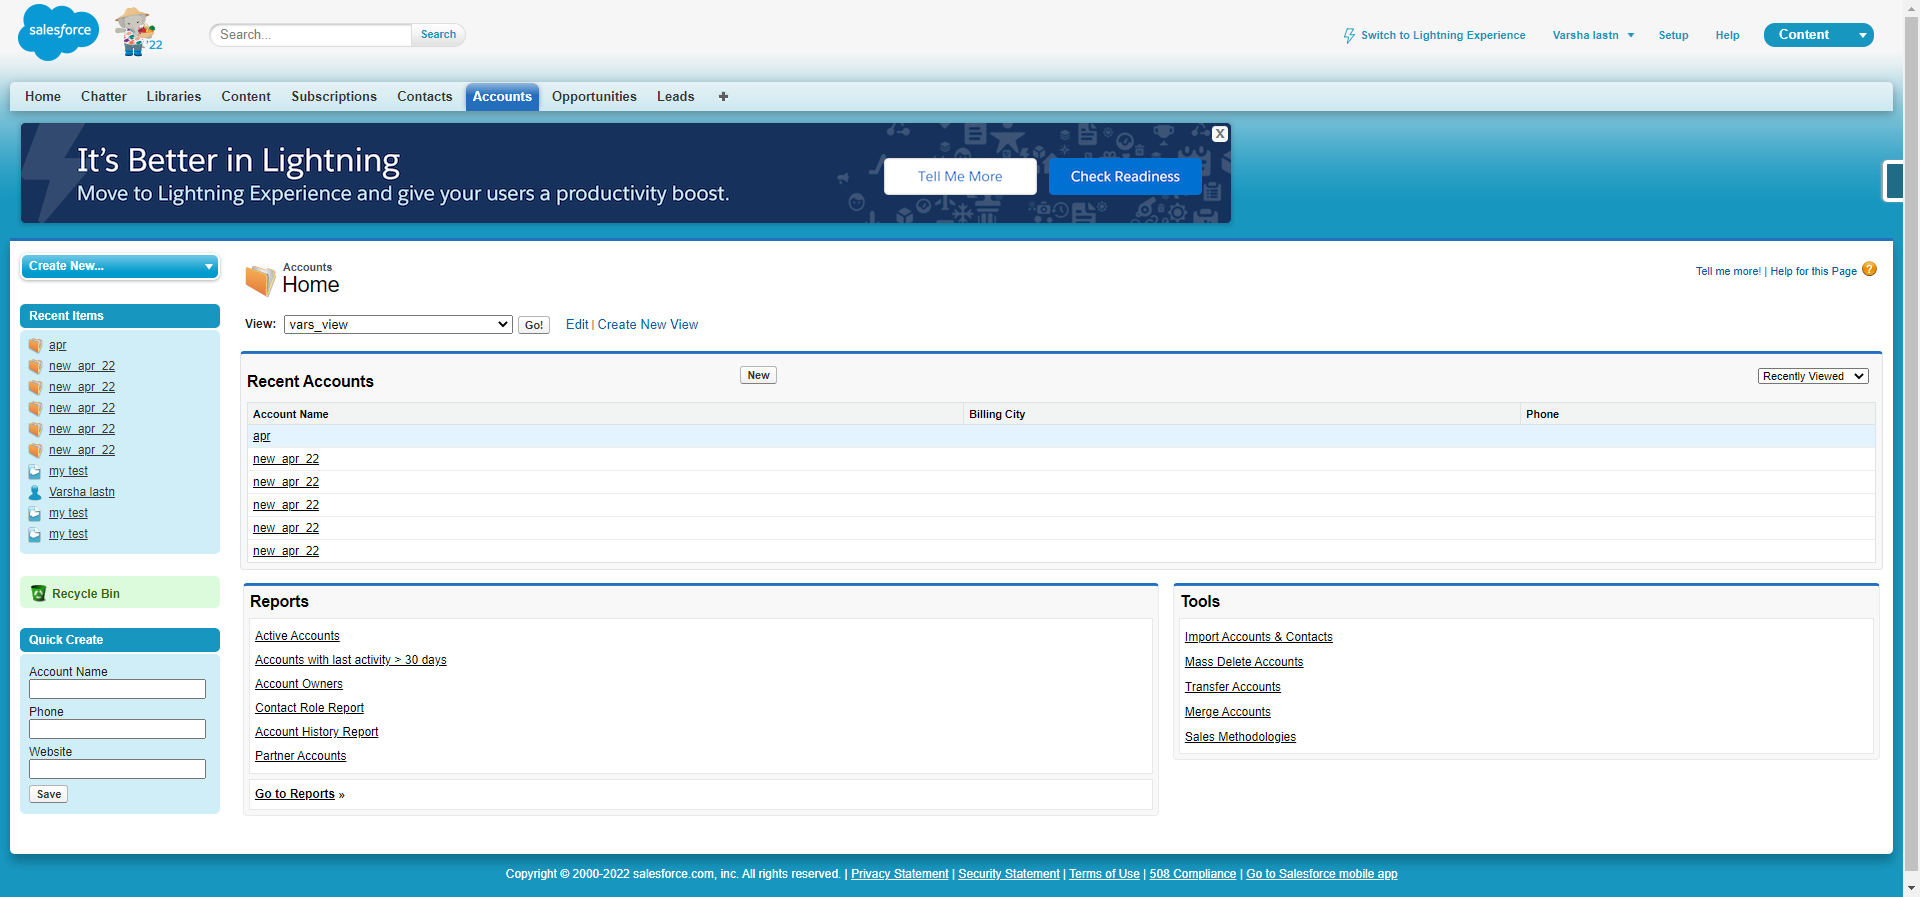 salesforce
'22
Search...
Search
Switch to Lightning Experience
Varsha lastn
Setup
Help
Content
Home
Chatter
Libraries
Content
Subscriptions
Contacts
Accounts
Opportunities
Leads
+
It's Better in Lightning
Move to Lightning Experience and give your users a productivity boost.
Tell Me More
Check Readiness
X
Create New...
Recent Items
apr
new_apr_22
new_apr_22
new_apr_22
new_apr_22
new_apr_22
my test
Varsha lastn
my test
my test
Recycle Bin
Quick Create
Account Name
Phone
Website
Save
Accounts
Home
Tell me more! | Help for this Page ?
View: vars_view Go! Edit | Create New View
Recent Accounts
New
Recently Viewed
Account Name Billing City Phone
apr
new_apr_22
new_apr_22
new_apr_22
new_apr_22
new_apr_22
Reports
Active Accounts
Accounts with last activity > 30 days
Account Owners
Contact Role Report
Account History Report
Partner Accounts
Go to Reports »
Tools
Import Accounts & Contacts
Mass Delete Accounts
Transfer Accounts
Merge Accounts
Sales Methodologies
Copyright © 2000-2022 salesforce.com, inc. All rights reserved. | Privacy Statement | Security Statement | Terms of Use | 508 Compliance | Go to Salesforce mobile app